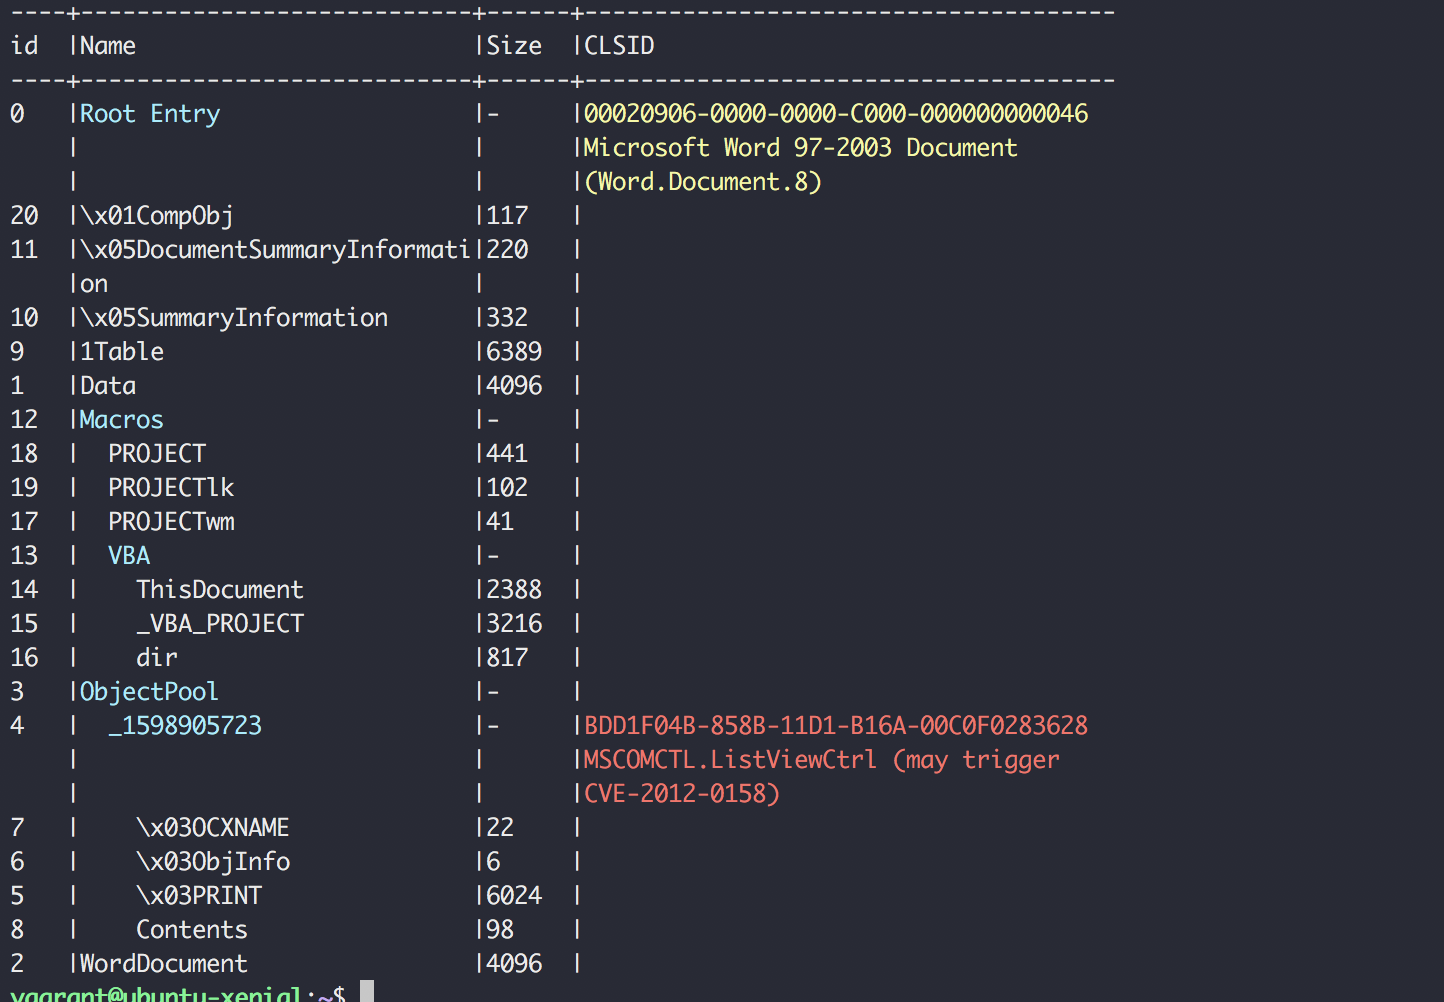 ----+----------------------------+------+--------------------------------------
id  |Name                        |Size  |CLSID
----+----------------------------+------+--------------------------------------
0   |Root Entry                  |-     |00020906-0000-0000-C000-000000000046
    |                            |      |Microsoft Word 97-2003 Document
    |                            |      |(Word.Document.8)
20  |\x01CompObj                 |117   |
11  |\x05DocumentSummaryInformati|220   |
    |on                          |      |
10  |\x05SummaryInformation      |332   |
9   |1Table                      |6389  |
1   |Data                        |4096  |
12  |Macros                      |-     |
18  |  PROJECT                   |441   |
19  |  PROJECTlk                 |102   |
17  |  PROJECTwm                 |41    |
13  |  VBA                       |-     |
14  |    ThisDocument            |2388  |
15  |    _VBA_PROJECT            |3216  |
16  |    dir                     |817   |
3   |ObjectPool                  |-     |
4   |  _1598905723               |-     |BDD1F04B-858B-11D1-B16A-00C0F0283628
    |                            |      |MSCOMCTL.ListViewCtrl (may trigger
    |                            |      |CVE-2012-0158)
7   |    \x03OCXNAME             |22    |
6   |    \x03ObjInfo             |6     |
5   |    \x03PRINT               |6024  |
8   |    Contents                |98    |
2   |WordDocument                |4096  |
vagrant@ubuntu-xenial:~$